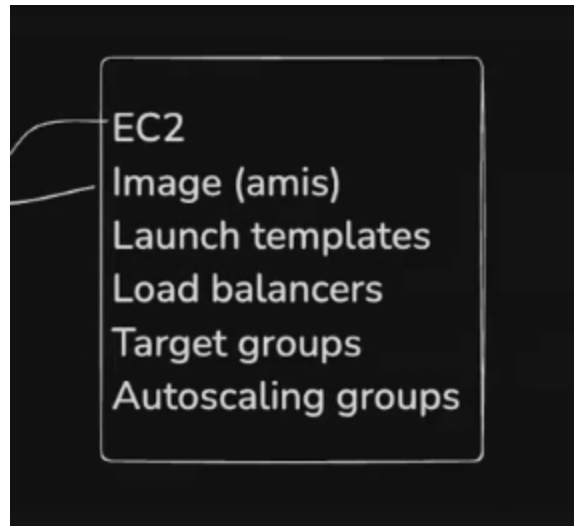 EC2
Image (amis)
Launch templates
Load balancers
Target groups
Autoscaling groups